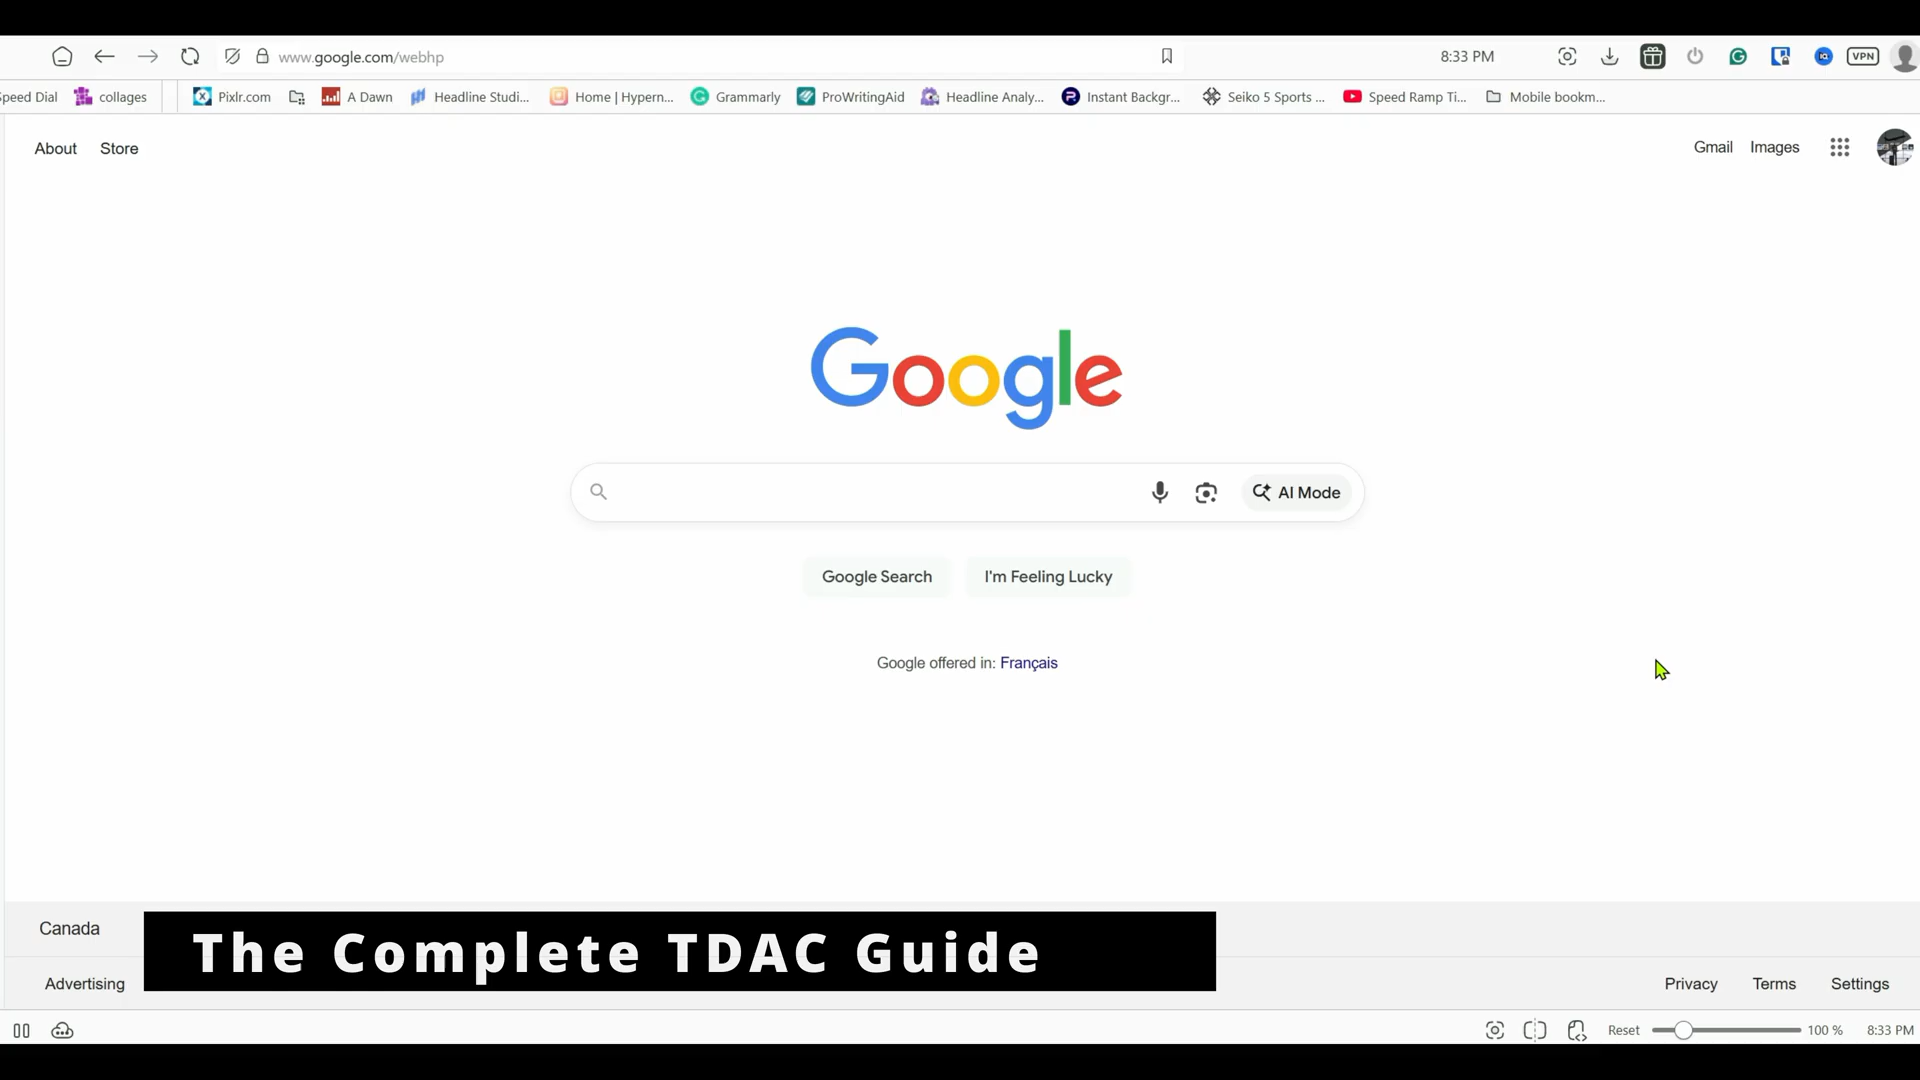 www.google.com/webhp
8:33 PM
VPN
peed Dial
collages
Pixlr.com
A Dawn
Headline Studi...
Home | Hypern...
Grammarly
ProWritingAid
Headline Analy...
Instant Backgr...
Seiko 5 Sports ...
Speed Ramp Ti...
Mobile bookm...
About
Store
Gmail
Images
Google
AI Mode
Google Search
I'm Feeling Lucky
Google offered in: Français
Canada
The Complete TDAC Guide
Advertising
Privacy
Terms
Settings
Reset
100 %
8:33 PM